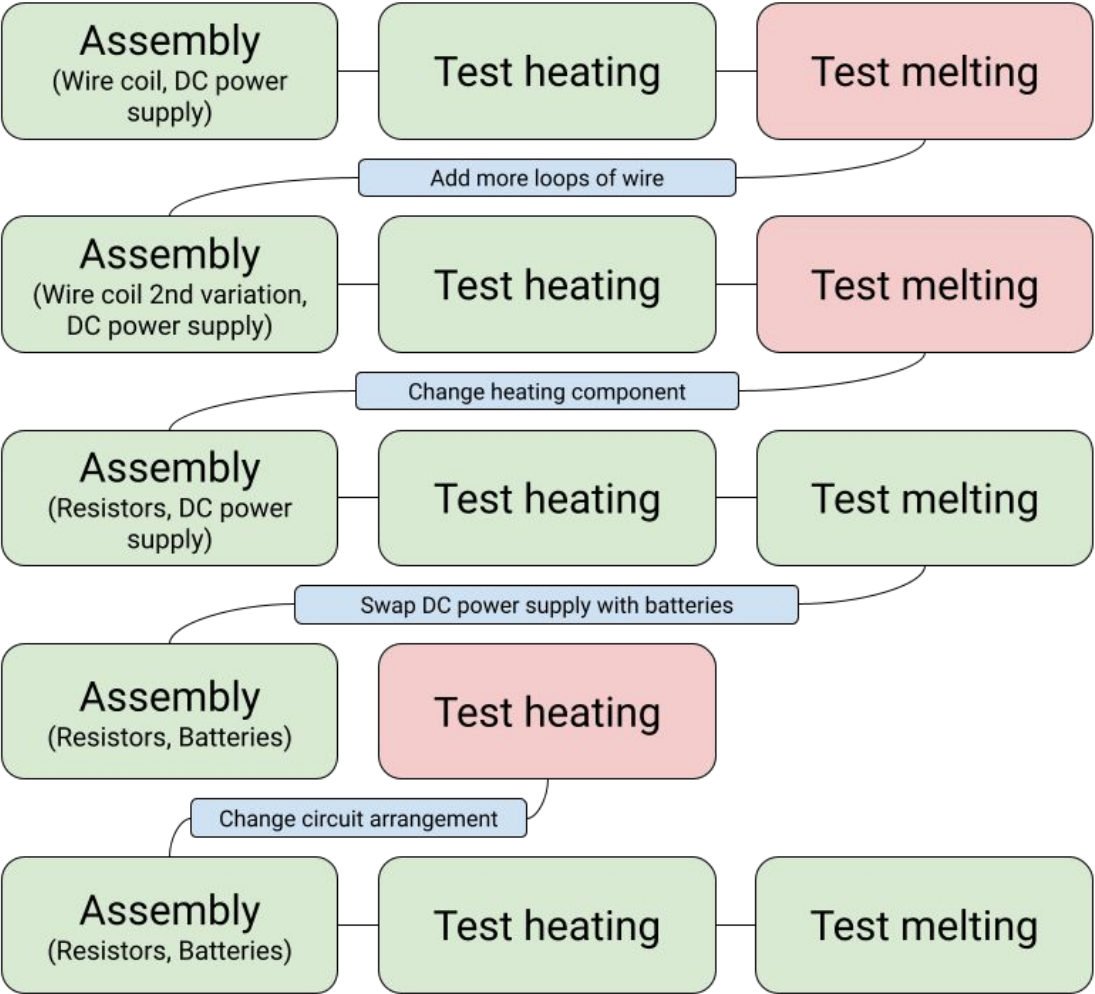 Assembly
(Wire coil, DC power
supply)
Test heating
Test melting
Add more loops of wire
Assembly
(Wire coil 2nd variation,
DC power supply)
Test heating
Test melting
Change heating component
Assembly
(Resistors, DC power
supply)
Test heating
Test melting
Swap DC power supply with batteries
Assembly
(Resistors, Batteries)
Test heating
Change circuit arrangement
Assembly
(Resistors, Batteries)
Test heating
Test melting